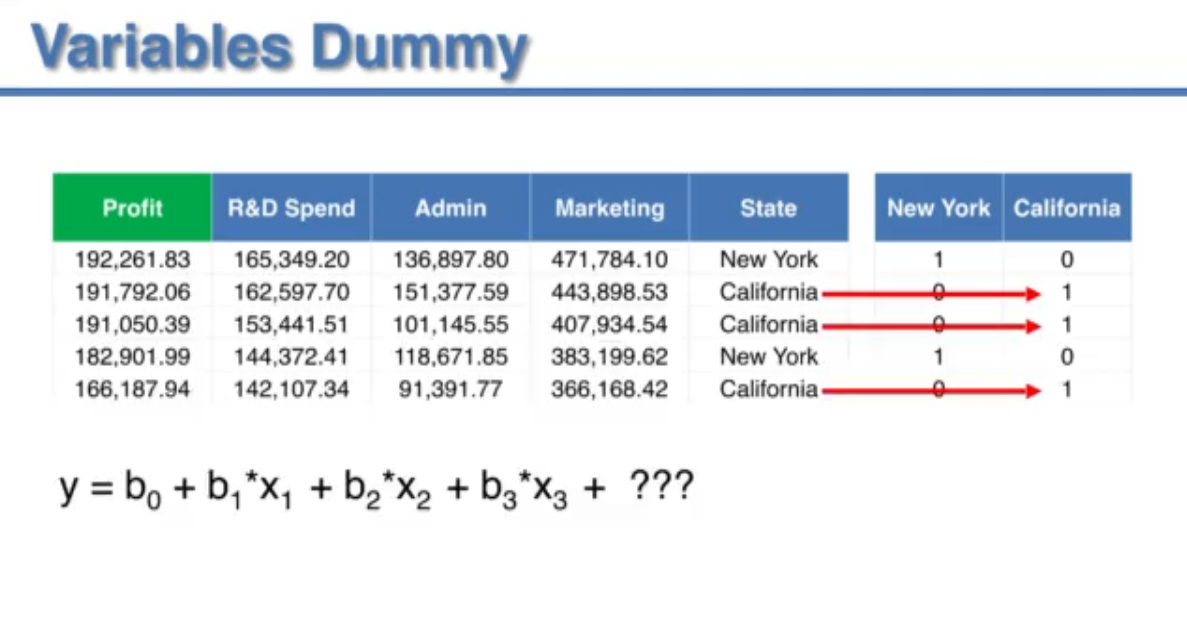 Variables Dummy
Profit R&D Spend Admin Marketing State New York California
192,261.83 165,349.20 136,897.80 471,784.10 New York 1 0
191,792.06 162,597.70 151,377.59 443,898.53 California 0 1
191,050.39 153,441.51 101,145.55 407,934.54 California 0 1
182,901.99 144,372.41 118,671.85 383,199.62 New York 1 0
166,187.94 142,107.34 91,391.77 366,168.42 California 0 1
y = b₀ + b₁*x₁ + b₂*x₂ + b₃*x₃ + ???